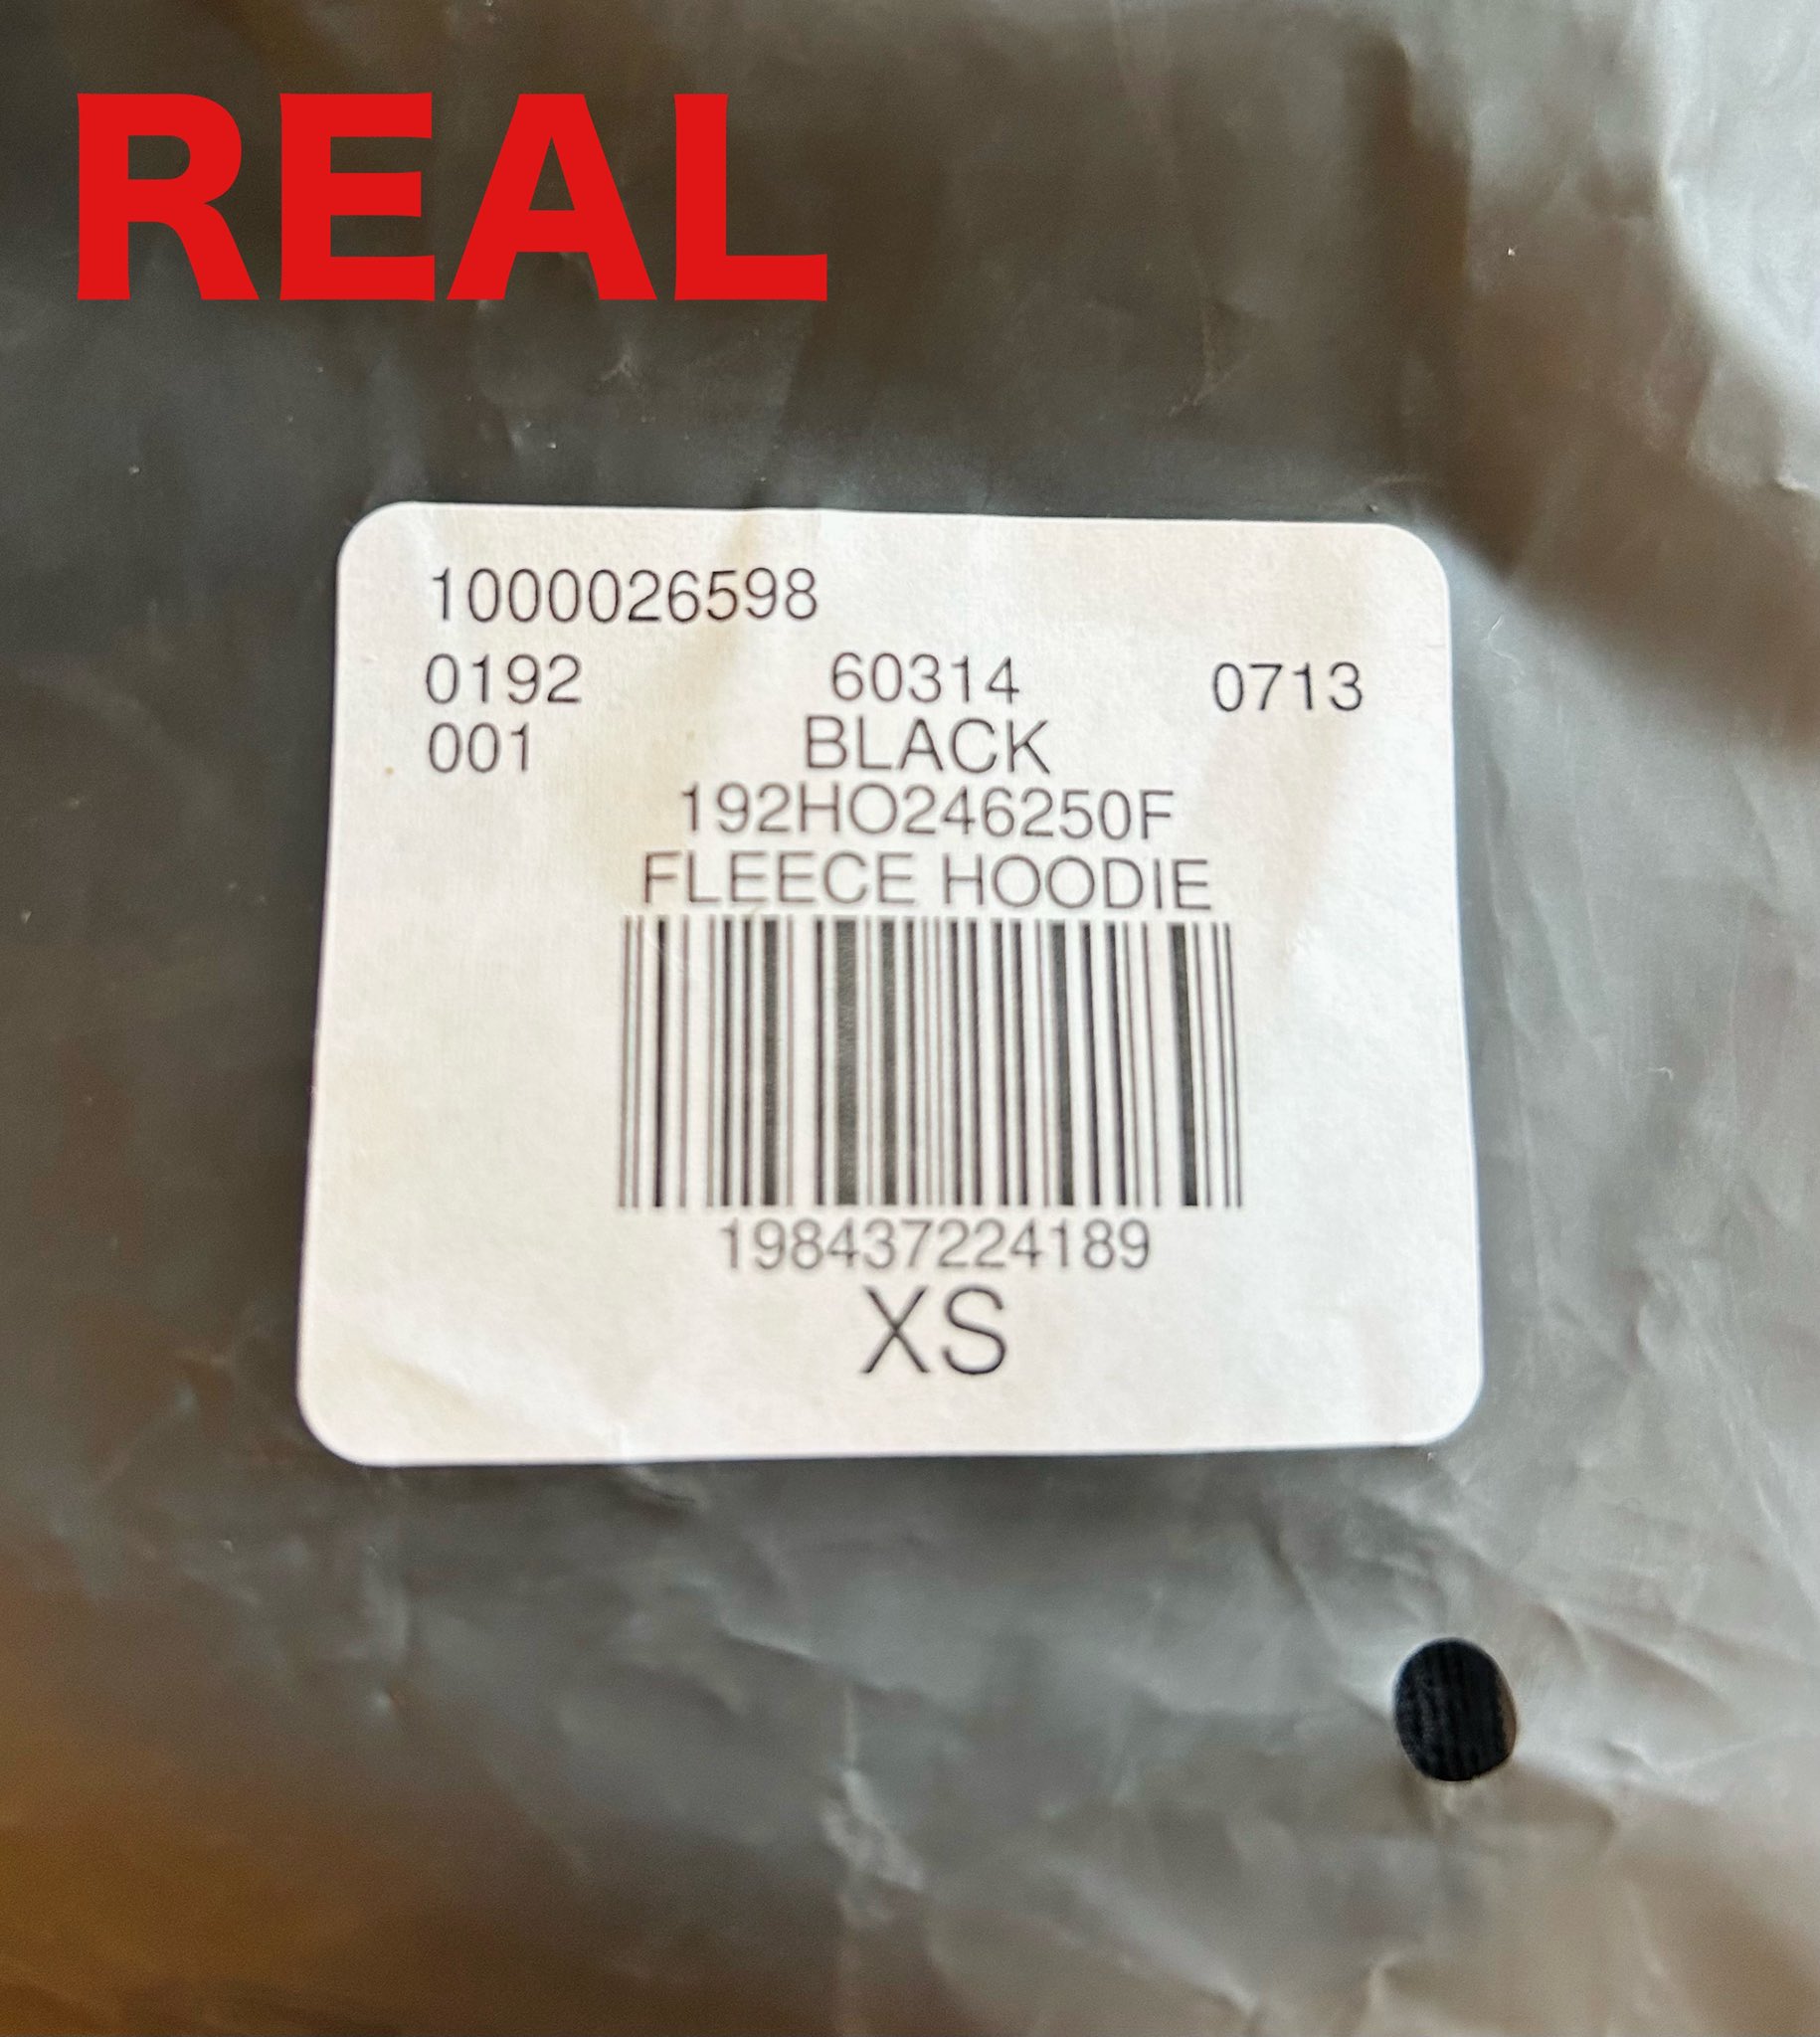 REAL
1000026598
0192 60314 0713
001 BLACK
192HO246250F
FLEECE HOODIE
198437224189
XS